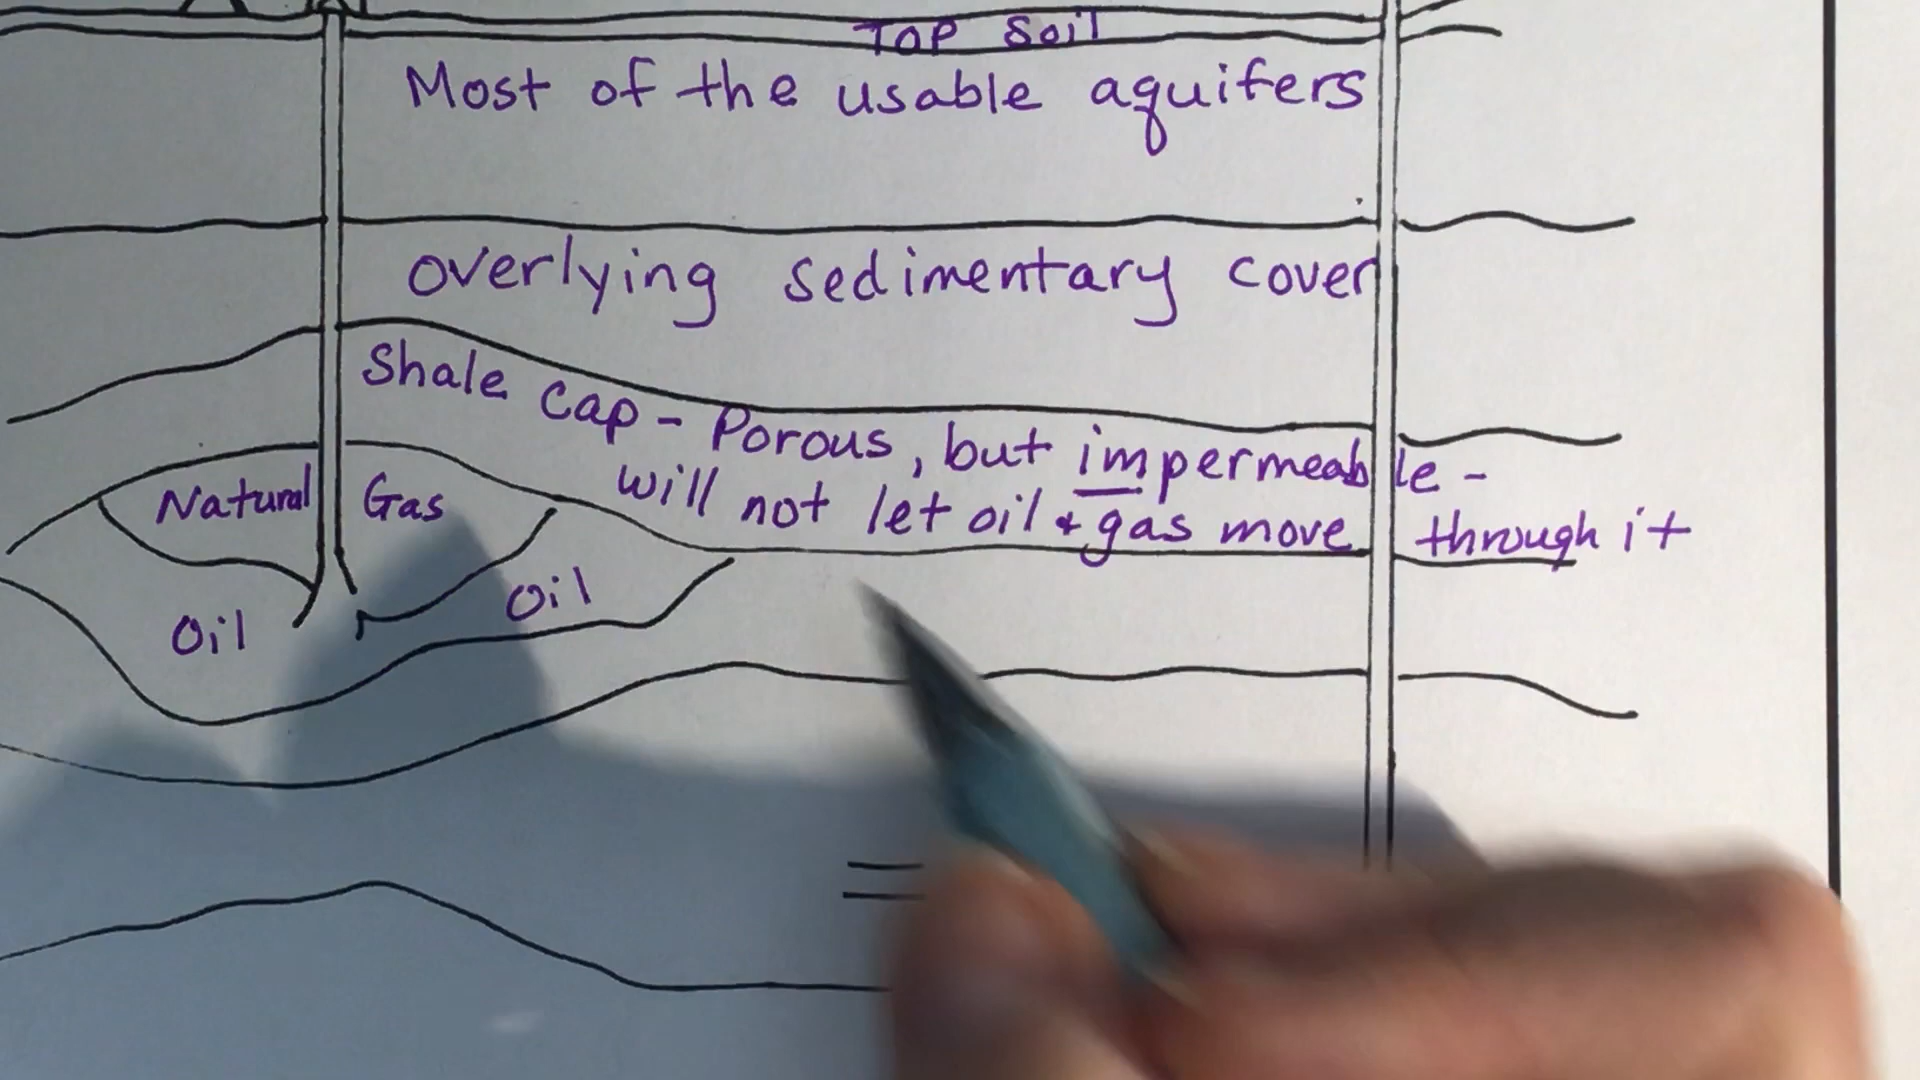 Top Soil
Most of the usable aquifers
Overlying sedimentary cover
Shale cap - Porous, but impermeable -
will not let oil & gas move through it
Natural Gas
Oil
Oil